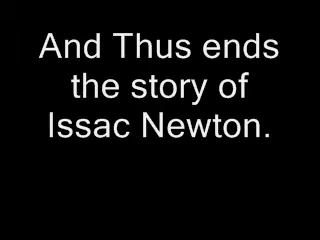 And Thus ends
the story of
Issac Newton.